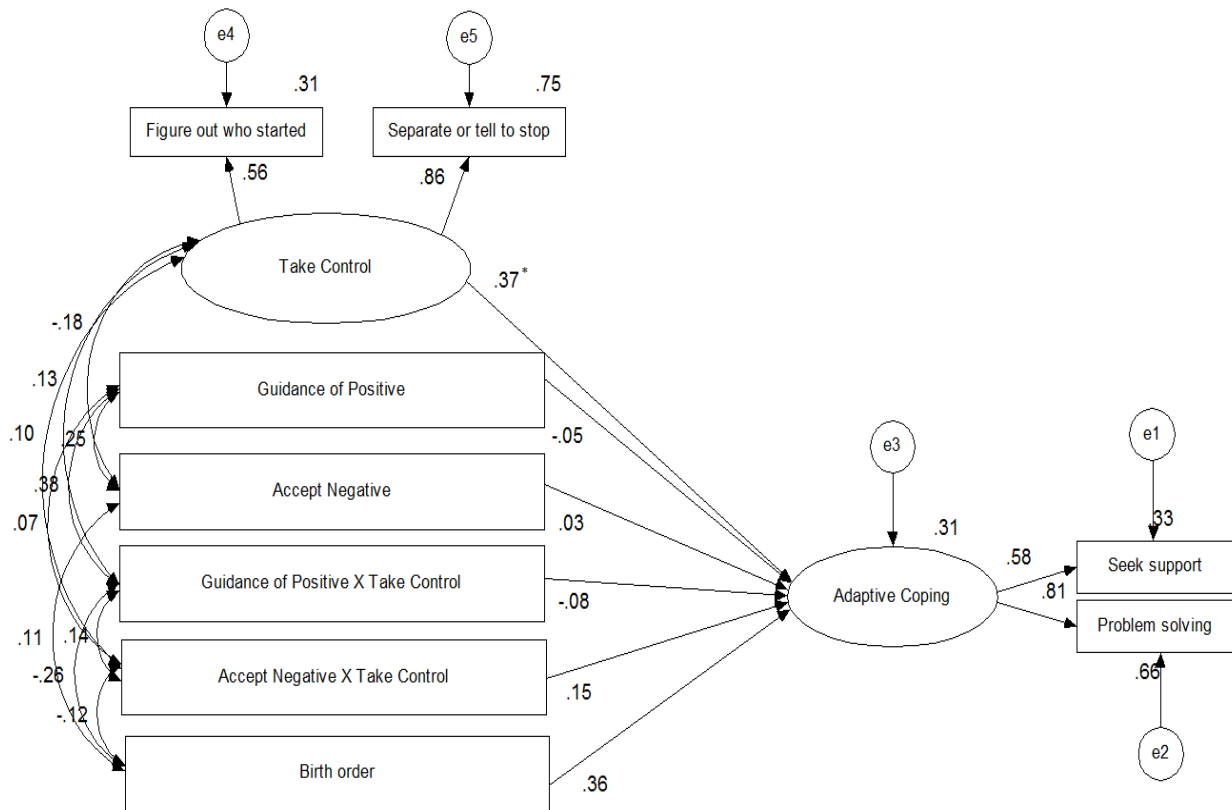 e4
e5
.31
.75
Figure out who started
Separate or tell to stop
.56
.86
Take Control
.37*
-.18
.13
Guidance of Positive
.10
.25
-.05
.38
Accept Negative
.07
.03
e3
e1
.31
.33
.58
Seek support
.81
Guidance of Positive X Take Control
-.08
Adaptive Coping
Problem solving
.11
.14
-.26
Accept Negative X Take Control
.15
.66
-.12
e2
Birth order
.36